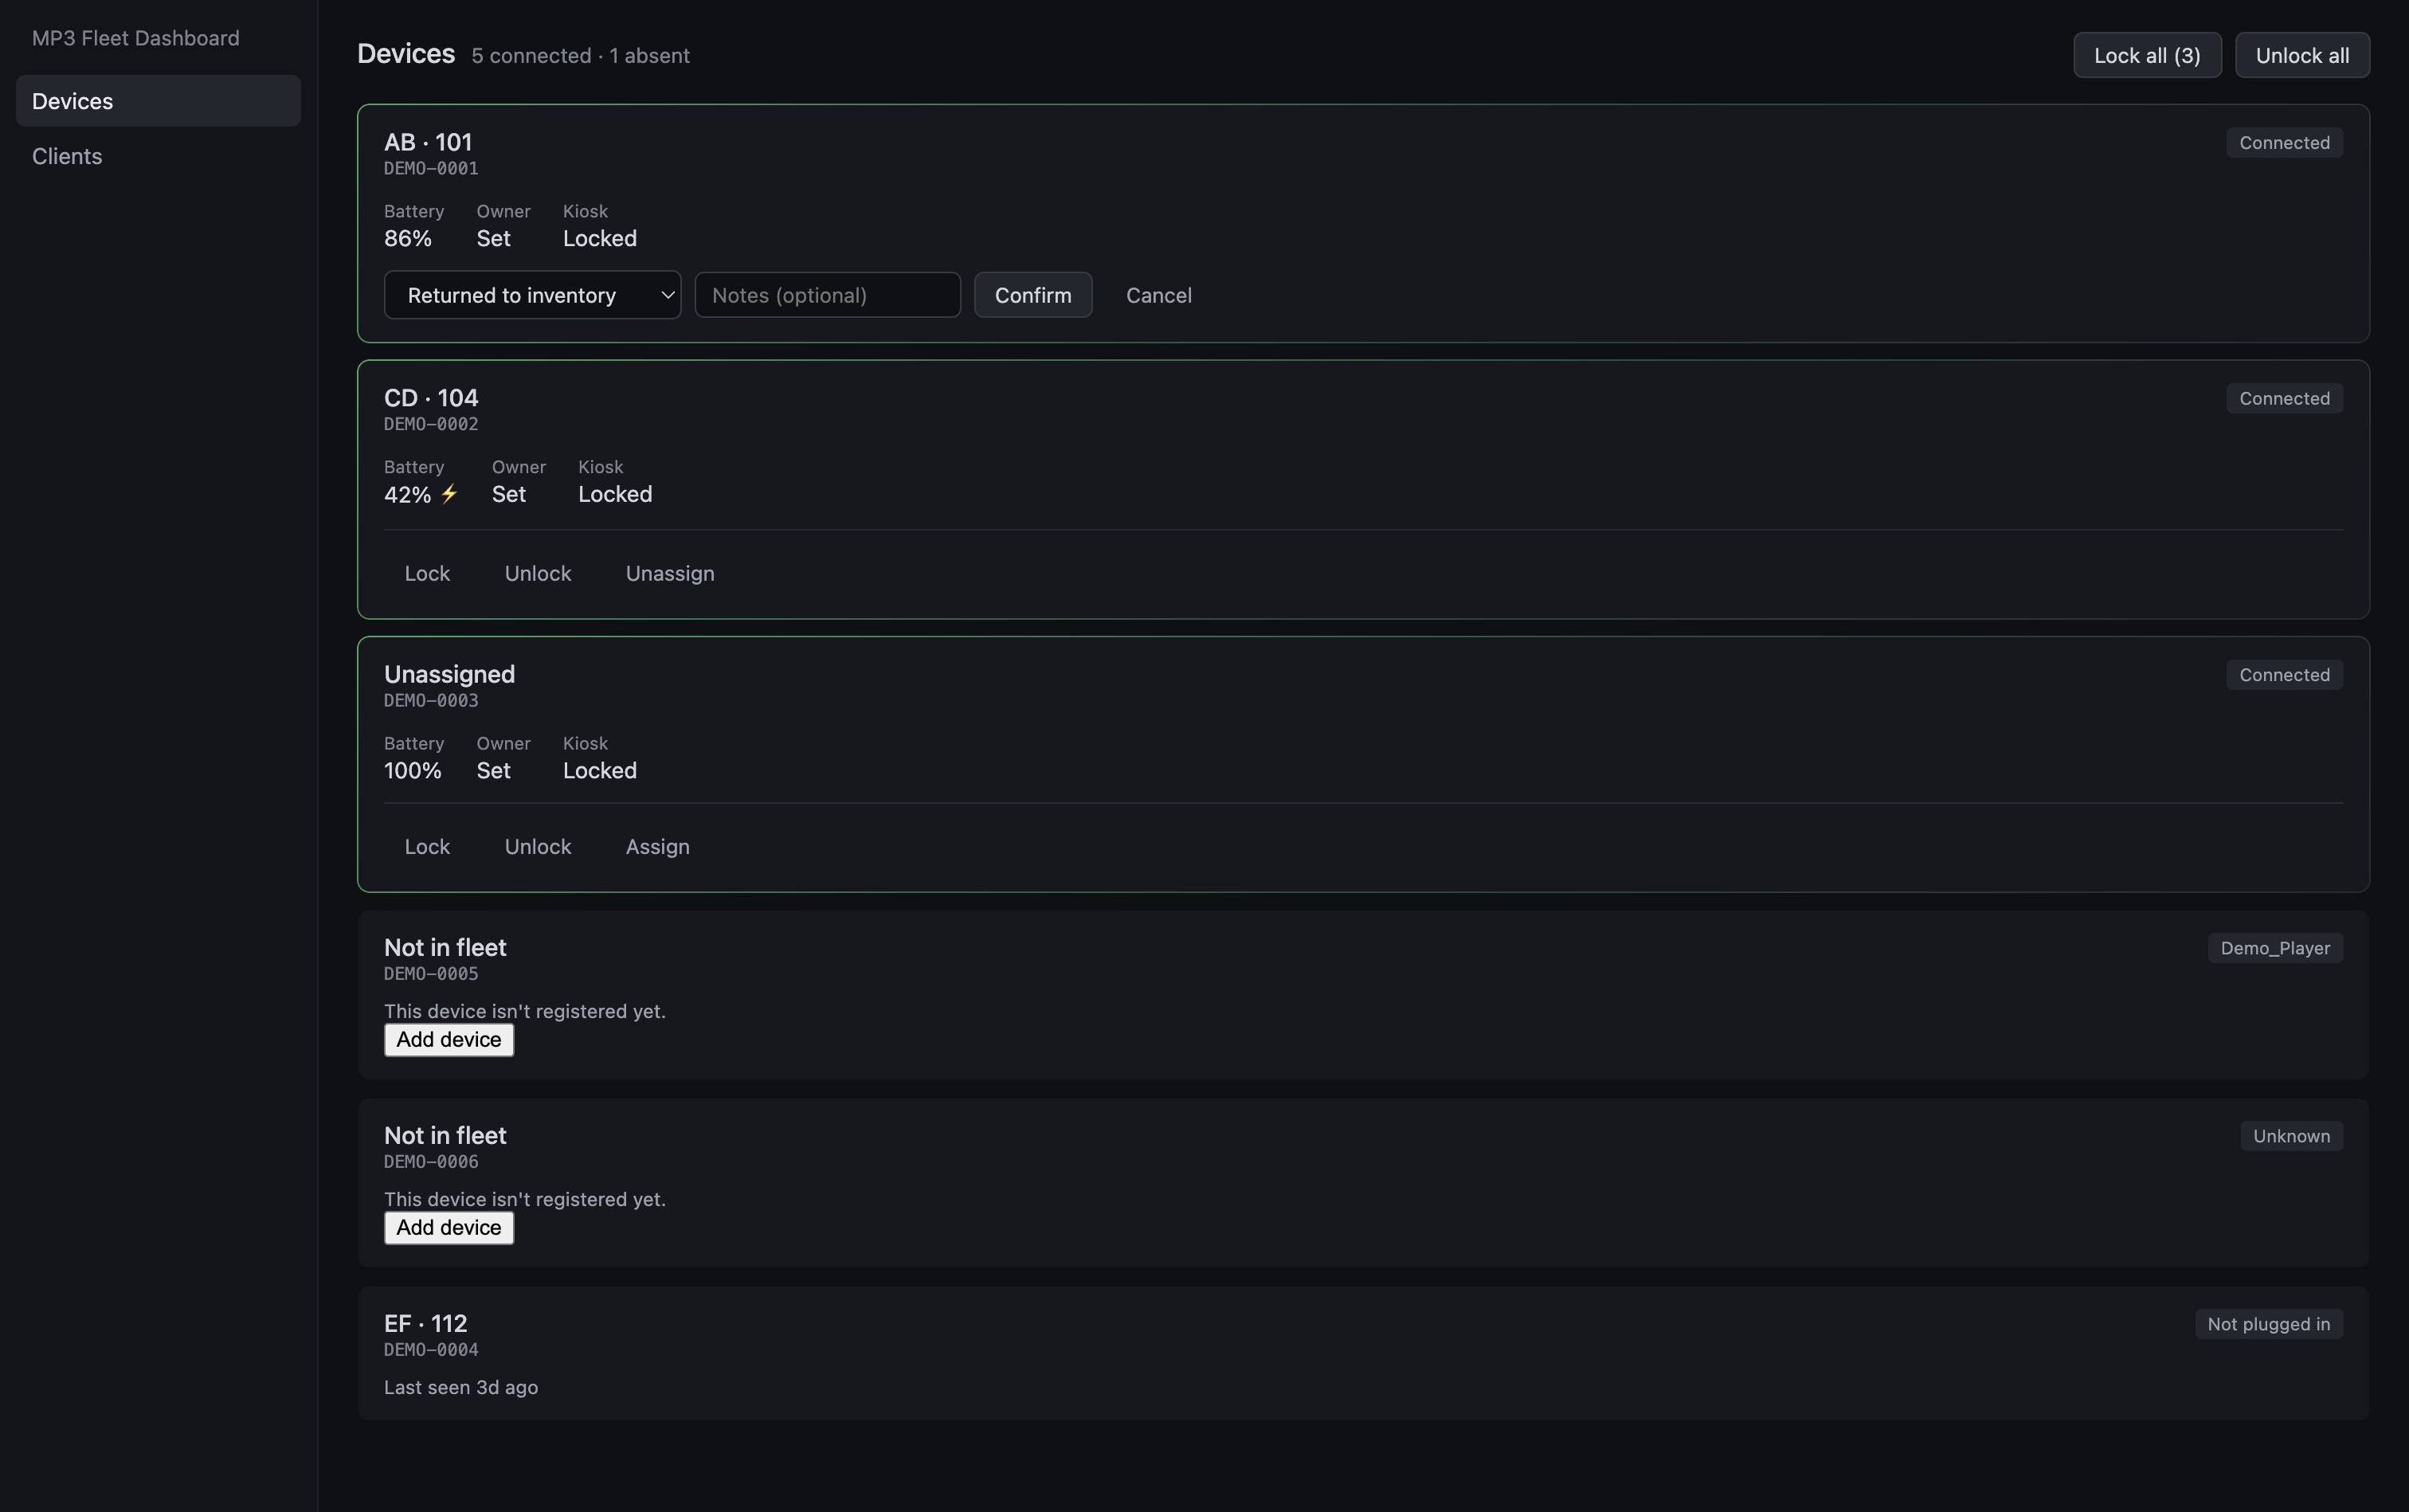 MP3 Fleet Dashboard
Devices
Clients
Devices 5 connected · 1 absent
Lock all (3) Unlock all
AB · 101
Connected
DEMO-0001
Battery Owner Kiosk
86% Set Locked
Returned to inventory Notes (optional) Confirm Cancel
CD · 104
Connected
DEMO-0002
Battery Owner Kiosk
42% ⚡ Set Locked
Lock Unlock Unassign
Unassigned
Connected
DEMO-0003
Battery Owner Kiosk
100% Set Locked
Lock Unlock Assign
Not in fleet
Demo_Player
DEMO-0005
This device isn't registered yet.
Add device
Not in fleet
Unknown
DEMO-0006
This device isn't registered yet.
Add device
EF · 112
Not plugged in
DEMO-0004
Last seen 3d ago